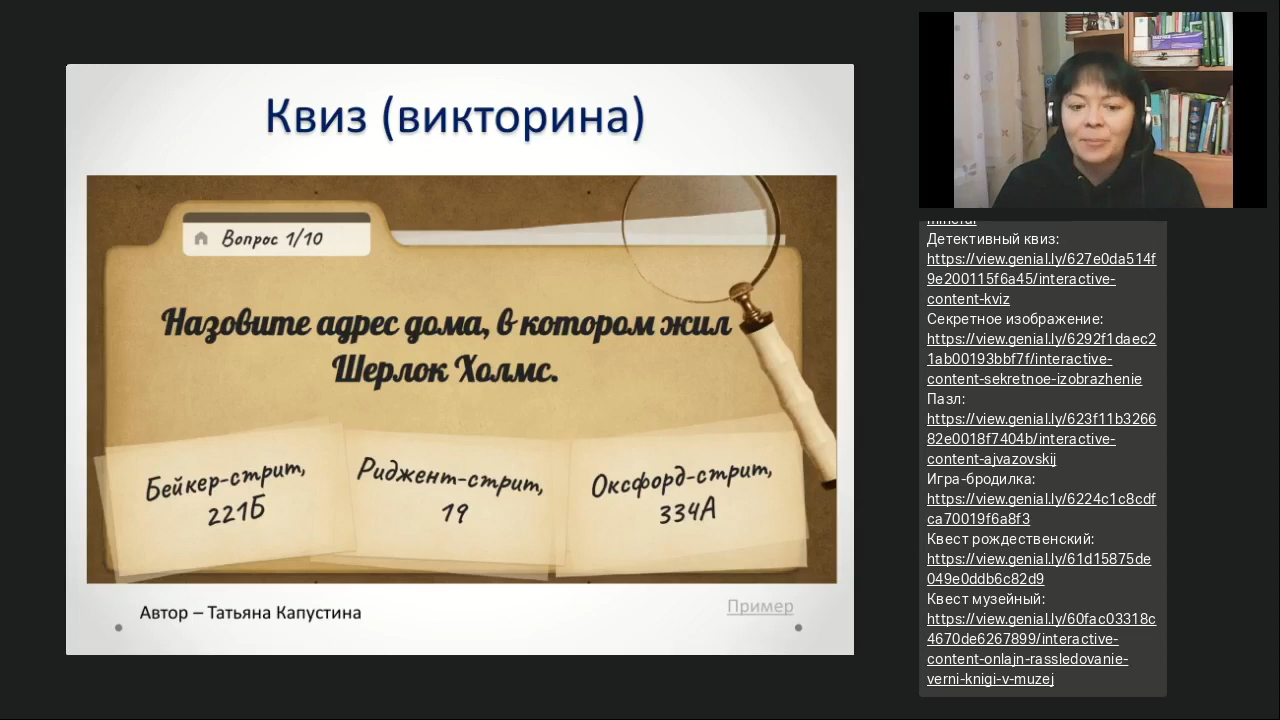 Квиз (викторина)
Вопрос 1/10
Назовите адрес дома, в котором жил
Шерлок Холмс.
Бейкер-стрит,
221Б
Риджент-стрит,
19
Оксфорд-стрит,
334А
Автор – Татьяна Капустина
Пример
mineral
Детективный квиз:
https://view.genial.ly/627e0da514f
9e200115f6a45/interactive-
content-kviz
Секретное изображение:
https://view.genial.ly/6292f1daec2
1ab00193bbf7f/interactive-
content-sekretnoe-izobrazhenie
Пазл:
https://view.genial.ly/623f11b3266
82e0018f7404b/interactive-
content-ajvazovskij
Игра-бродилка:
https://view.genial.ly/6224c1c8cdf
ca70019f6a8f3
Квест рождественский:
https://view.genial.ly/61d15875de
049e0ddb6c82d9
Квест музейный:
https://view.genial.ly/60fac03318c
4670de6267899/interactive-
content-onlajn-rassledovanie-
verni-knigi-v-muzej